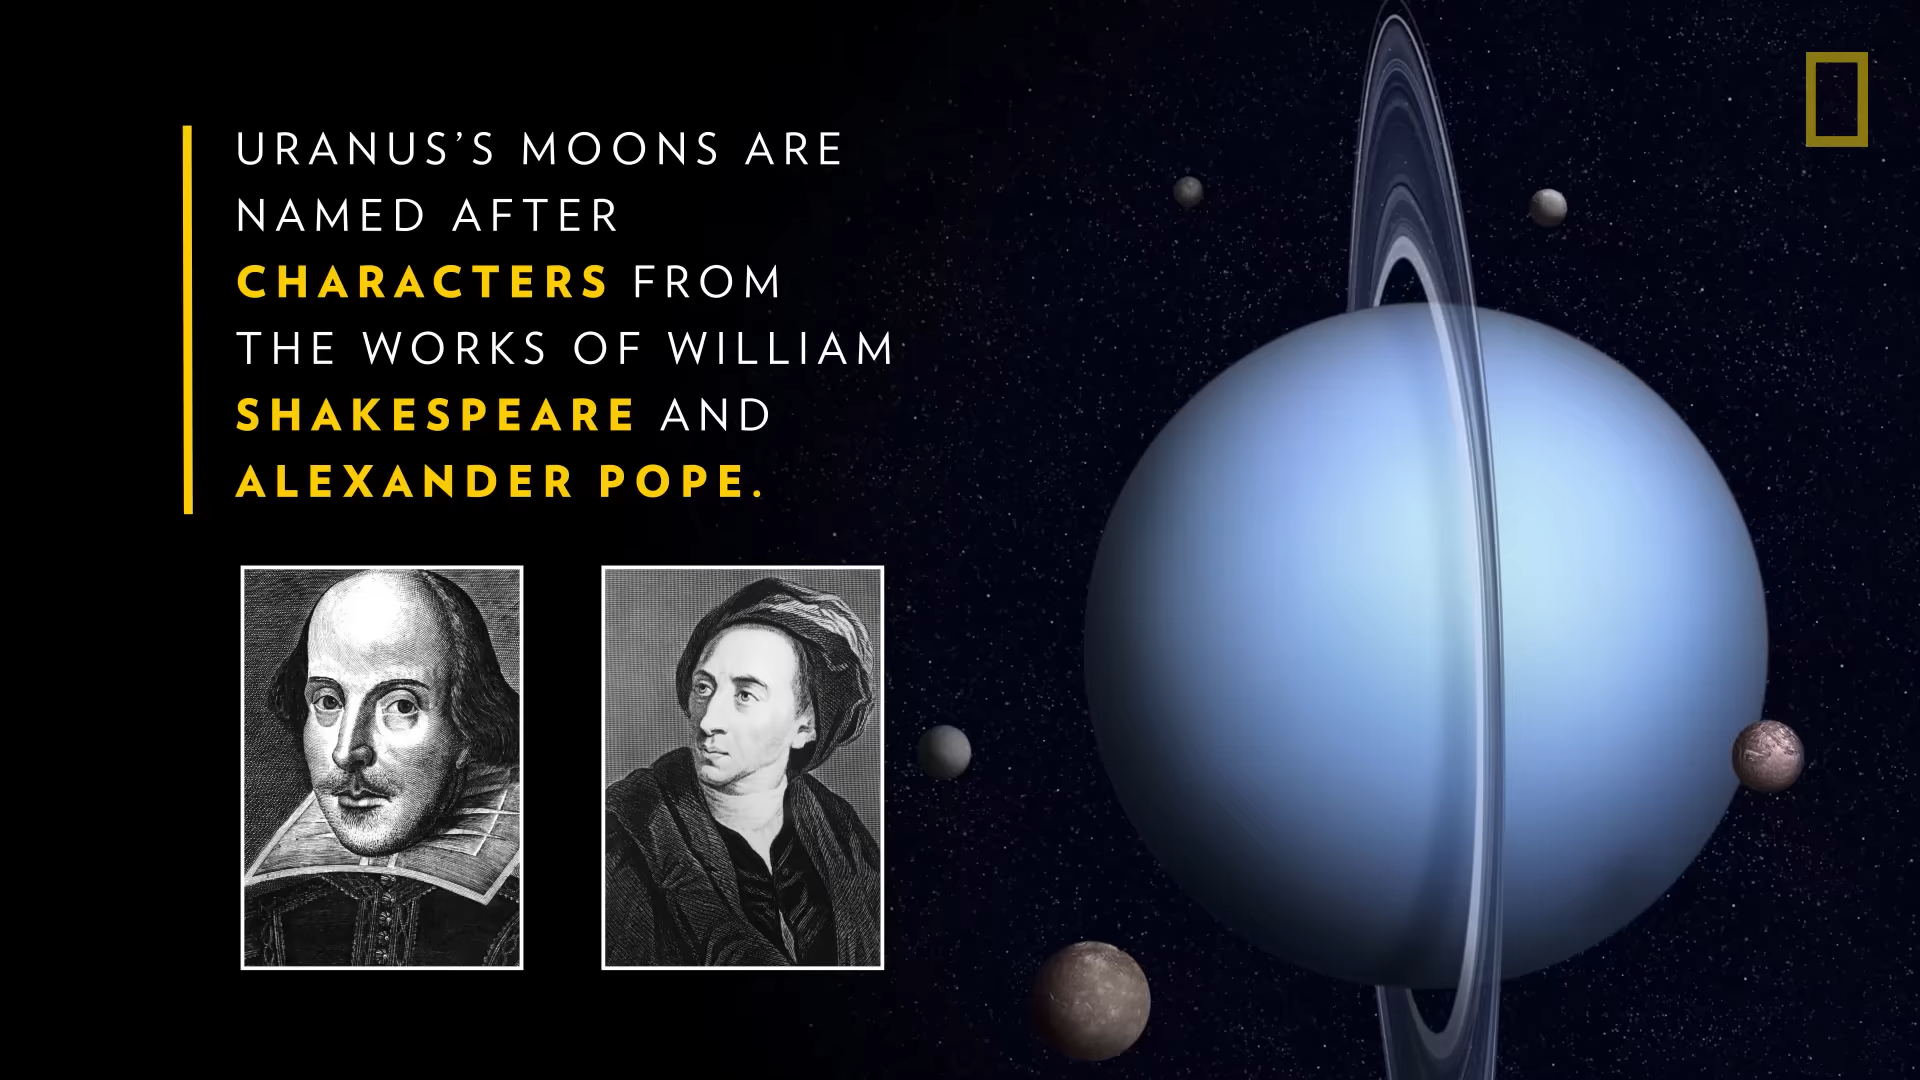 URANUS’S MOONS ARE
NAMED AFTER
CHARACTERS FROM
THE WORKS OF WILLIAM
SHAKESPEARE AND
ALEXANDER POPE.